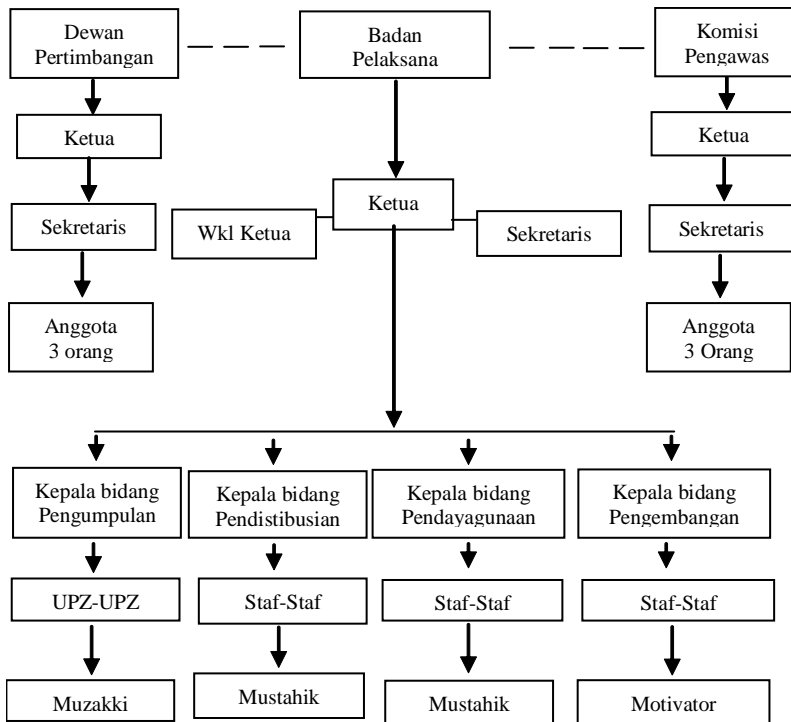 Dewan
Pertimbangan
Badan
Pelaksana
Komisi
Pengawas
Ketua
Ketua
Ketua
Sekretaris
Wkl Ketua
Sekretaris
Sekretaris
Anggota
3 orang
Anggota
3 Orang
Kepala bidang
Pengumpulan
Kepala bidang
Pendistibusian
Kepala bidang
Pendayagunaan
Kepala bidang
Pengembangan
UPZ-UPZ
Staf-Staf
Staf-Staf
Staf-Staf
Muzakki
Mustahik
Mustahik
Motivator